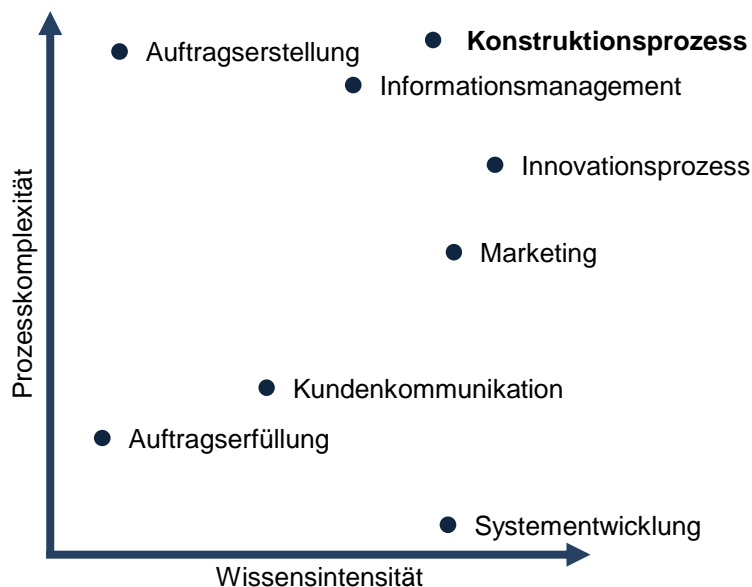 Konstruktionsprozess
Auftragserstellung
Informationsmanagement
Innovationsprozess
Marketing
Prozesskomplexität
Kundenkommunikation
Auftragserfüllung
Systementwicklung
Wissensintensität